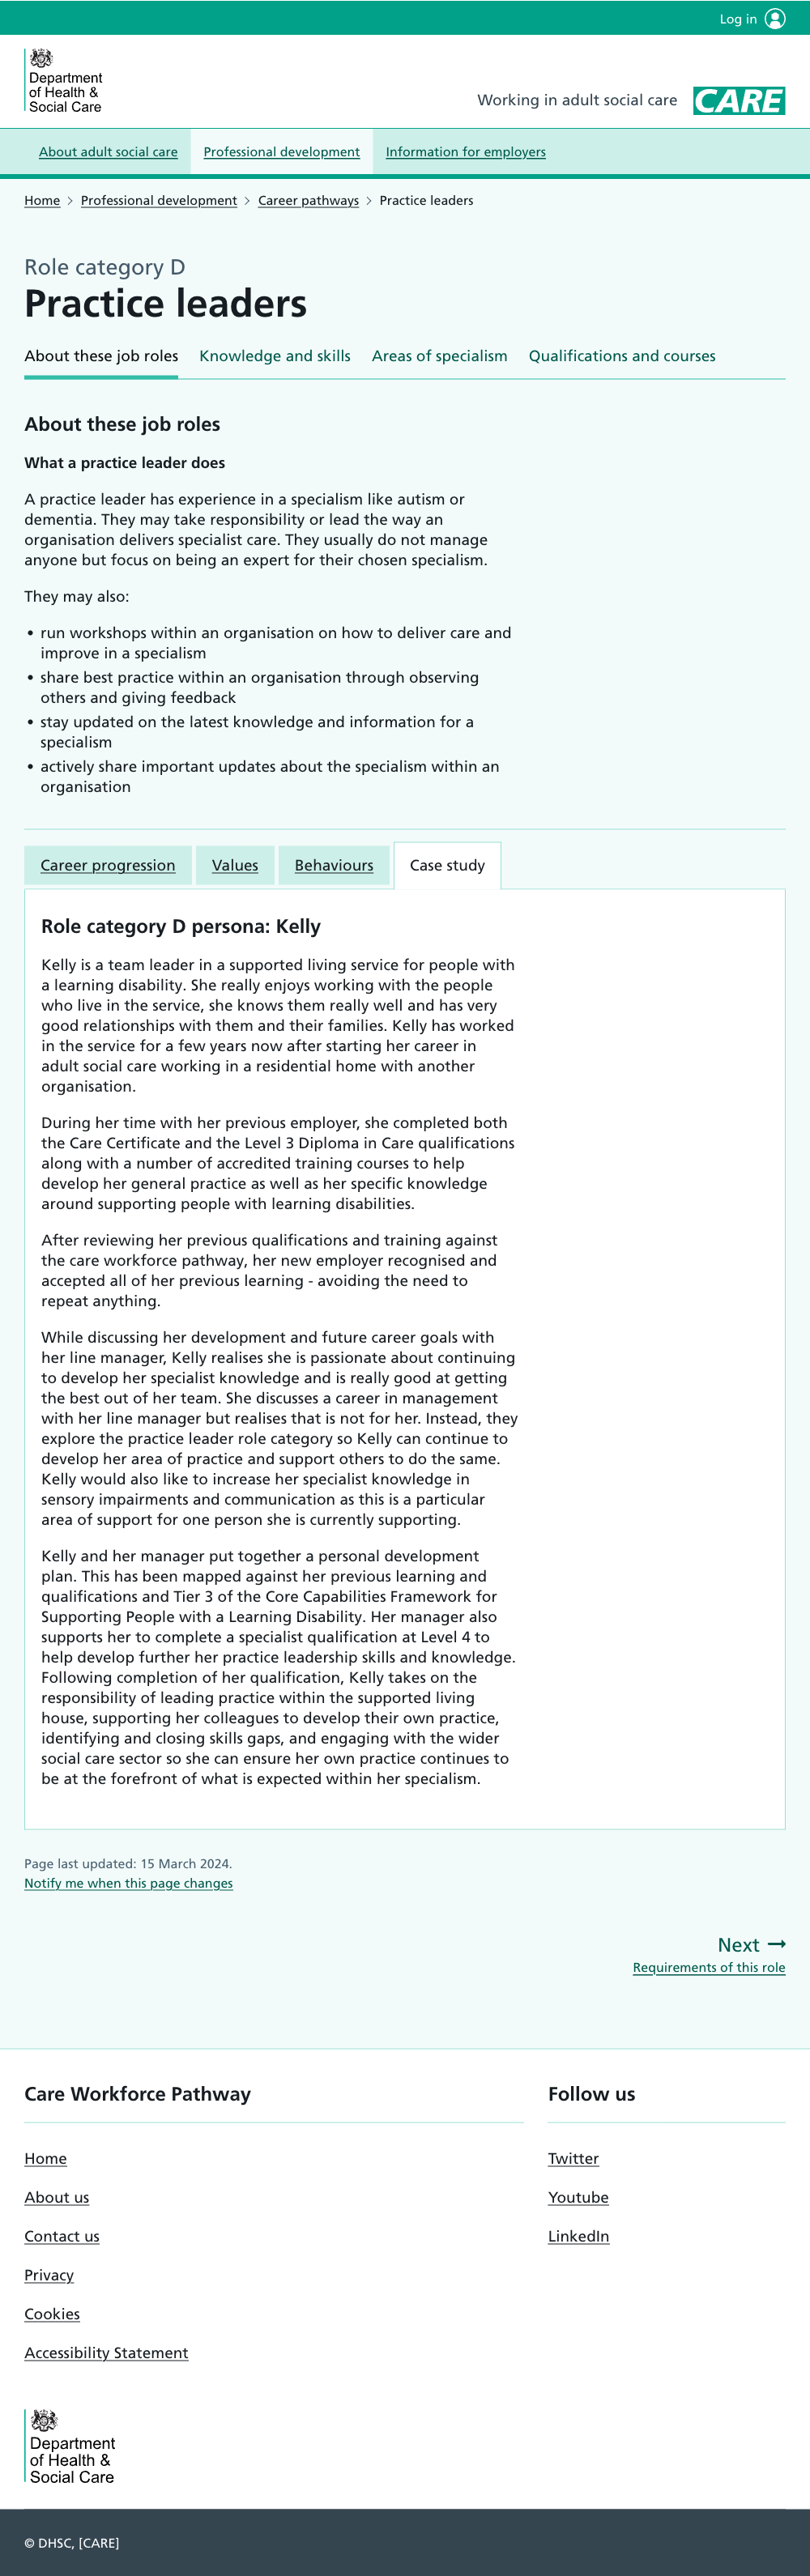 Log in
Department
of Health &
Social Care
Working in adult social care CARE
About adult social care Professional development Information for employers
Home > Professional development > Career pathways > Practice leaders
Role category D
Practice leaders
About these job roles Knowledge and skills Areas of specialism Qualifications and courses
About these job roles
What a practice leader does
A practice leader has experience in a specialism like autism or
dementia. They may take responsibility or lead the way an
organisation delivers specialist care. They usually do not manage
anyone but focus on being an expert for their chosen specialism.
They may also:
• run workshops within an organisation on how to deliver care and
improve in a specialism
• share best practice within an organisation through observing
others and giving feedback
• stay updated on the latest knowledge and information for a
specialism
• actively share important updates about the specialism within an
organisation
Career progression Values Behaviours Case study
Role category D persona: Kelly
Kelly is a team leader in a supported living service for people with
a learning disability. She really enjoys working with the people
who live in the service, she knows them really well and has very
good relationships with them and their families. Kelly has worked
in the service for a few years now after starting her career in
adult social care working in a residential home with another
organisation.
During her time with her previous employer, she completed both
the Care Certificate and the Level 3 Diploma in Care qualifications
along with a number of accredited training courses to help
develop her general practice as well as her specific knowledge
around supporting people with learning disabilities.
After reviewing her previous qualifications and training against
the care workforce pathway, her new employer recognised and
accepted all of her previous learning - avoiding the need to
repeat anything.
While discussing her development and future career goals with
her line manager, Kelly realises she is passionate about continuing
to develop her specialist knowledge and is really good at getting
the best out of her team. She discusses a career in management
with her line manager but realises that is not for her. Instead, they
explore the practice leader role category so Kelly can continue to
develop her area of practice and support others to do the same.
Kelly would also like to increase her specialist knowledge in
sensory impairments and communication as this is a particular
area of support for one person she is currently supporting.
Kelly and her manager put together a personal development
plan. This has been mapped against her previous learning and
qualifications and Tier 3 of the Core Capabilities Framework for
Supporting People with a Learning Disability. Her manager also
supports her to complete a specialist qualification at Level 4 to
help develop further her practice leadership skills and knowledge.
Following completion of her qualification, Kelly takes on the
responsibility of leading practice within the supported living
house, supporting her colleagues to develop their own practice,
identifying and closing skills gaps, and engaging with the wider
social care sector so she can ensure her own practice continues to
be at the forefront of what is expected within her specialism.
Page last updated: 15 March 2024.
Notify me when this page changes
Next →
Requirements of this role
Care Workforce Pathway
Home
About us
Contact us
Privacy
Cookies
Accessibility Statement
Follow us
Twitter
Youtube
LinkedIn
Department
of Health &
Social Care
© DHSC, [CARE]